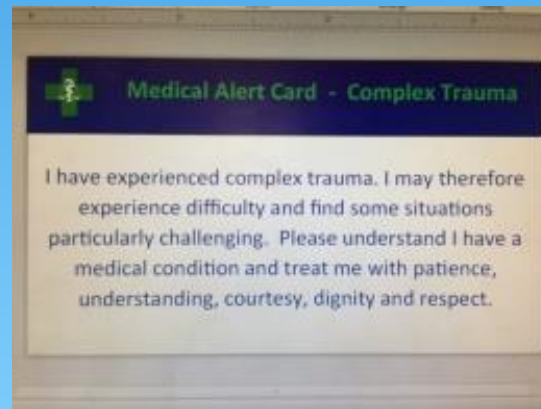 Medical Alert Card - Complex Trauma
I have experienced complex trauma. I may therefore
experience difficulty and find some situations
particularly challenging. Please understand I have a
medical condition and treat me with patience,
understanding, courtesy, dignity and respect.